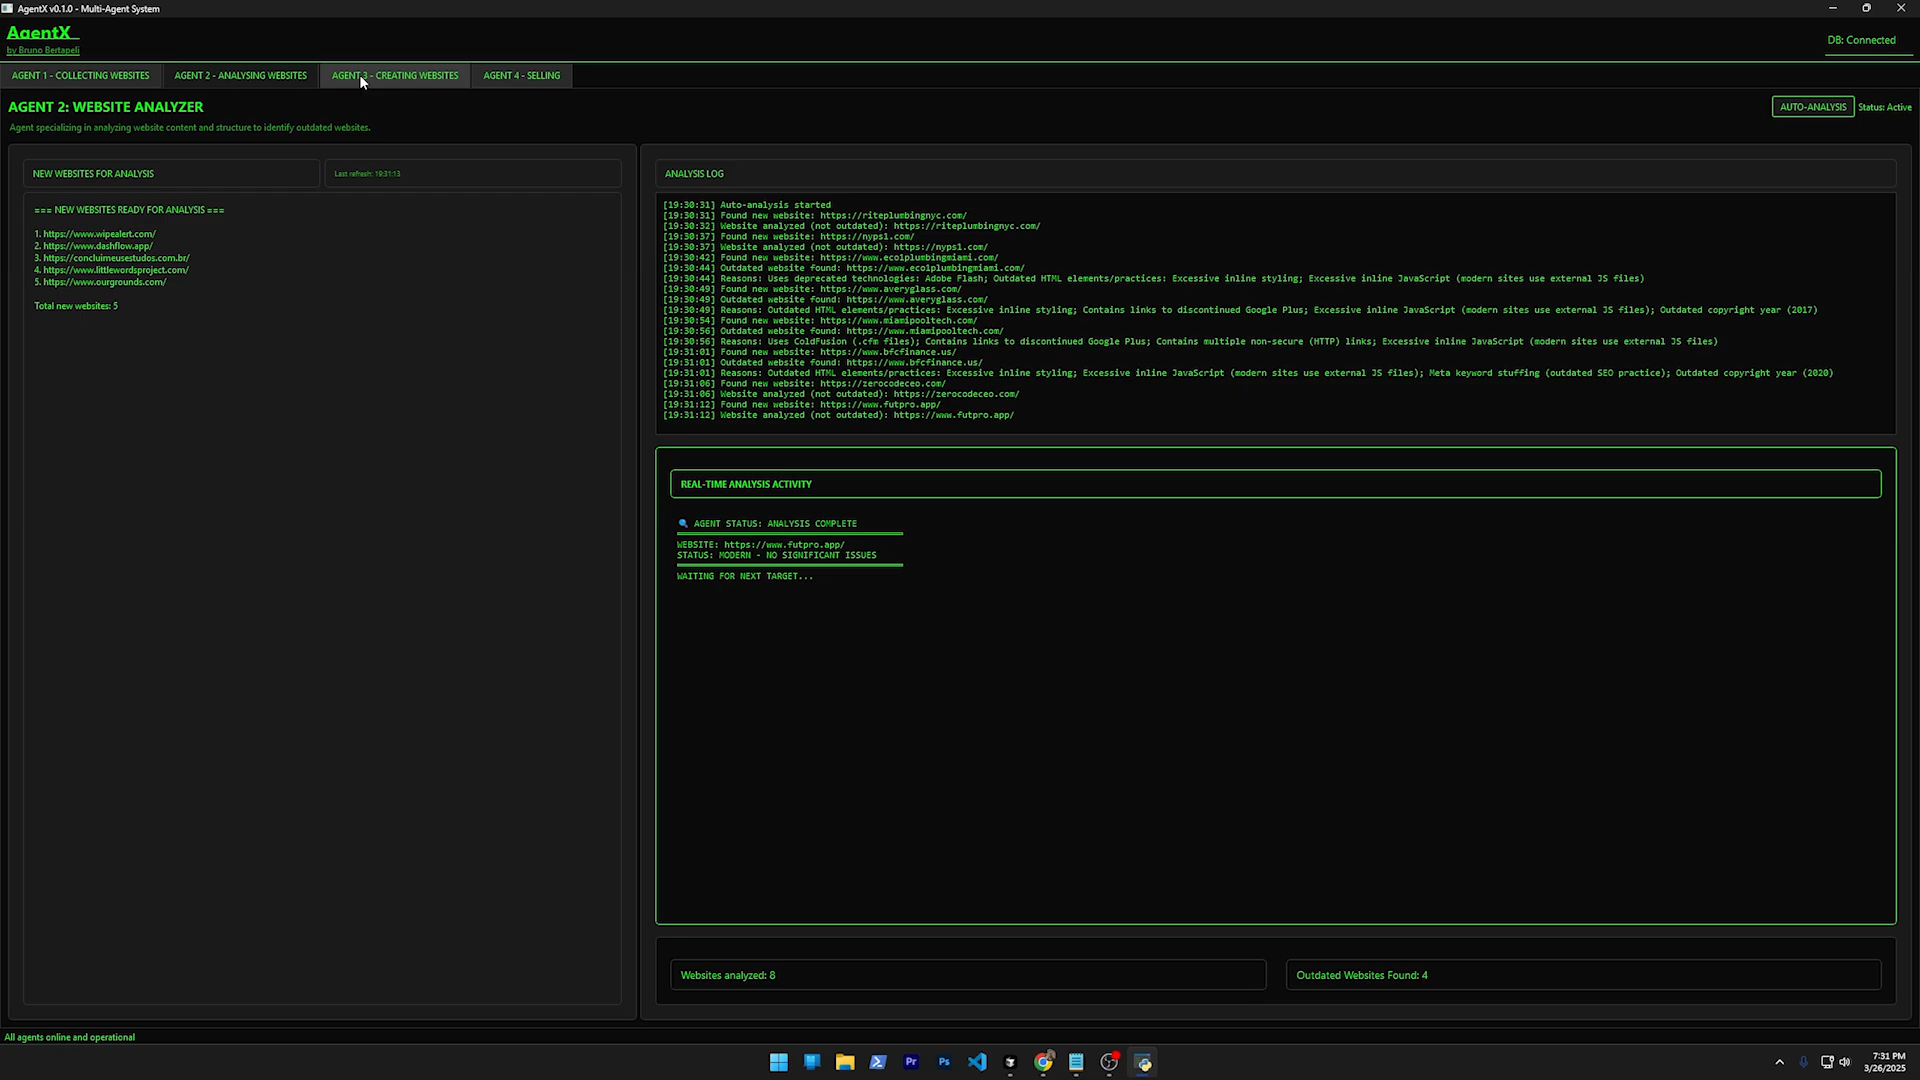 AgentX v0.1.0 - Multi-Agent System
AgentX_
by Bruno Bertapeli
DB: Connected
AGENT 1 - COLLECTING WEBSITES
AGENT 2 - ANALYSING WEBSITES
AGENT 3 - CREATING WEBSITES
AGENT 4 - SELLING
AGENT 2: WEBSITE ANALYZER
AUTO-ANALYSIS
Status: Active
Agent specializing in analyzing website content and structure to identify outdated websites.
NEW WEBSITES FOR ANALYSIS
Last refresh: 19:31:13
=== NEW WEBSITES READY FOR ANALYSIS ===
1. https://www.wipealert.com/
2. https://www.dashflow.app/
3. https://concluimeusestudos.com.br/
4. https://www.littlewordsproject.com/
5. https://www.ourgrounds.com/
Total new websites: 5
ANALYSIS LOG
[19:30:31] Auto-analysis started
[19:30:31] Found new website: https://riteplumbingnyc.com/
[19:30:32] Website analyzed (not outdated): https://riteplumbingnyc.com/
[19:30:37] Found new website: https://nyps1.com/
[19:30:37] Website analyzed (not outdated): https://nyps1.com/
[19:30:42] Found new website: https://www.eco1plumbingmiami.com/
[19:30:44] Outdated website found: https://www.eco1plumbingmiami.com/
[19:30:44] Reasons: Uses deprecated technologies: Adobe Flash; Outdated HTML elements/practices: Excessive inline styling; Excessive inline JavaScript (modern sites use external JS files)
[19:30:49] Found new website: https://www.averyglass.com/
[19:30:49] Outdated website found: https://www.averyglass.com/
[19:30:49] Reasons: Outdated HTML elements/practices: Excessive inline styling; Contains links to discontinued Google Plus; Excessive inline JavaScript (modern sites use external JS files); Outdated copyright year (2017)
[19:30:54] Found new website: https://www.miamipooltech.com/
[19:30:56] Outdated website found: https://www.miamipooltech.com/
[19:30:56] Reasons: Uses ColdFusion (.cfm files); Contains links to discontinued Google Plus; Contains multiple non-secure (HTTP) links; Excessive inline JavaScript (modern sites use external JS files)
[19:31:01] Found new website: https://www.bfcfinance.us/
[19:31:01] Outdated website found: https://www.bfcfinance.us/
[19:31:01] Reasons: Outdated HTML elements/practices: Excessive inline styling; Excessive inline JavaScript (modern sites use external JS files); Meta keyword stuffing (outdated SEO practice); Outdated copyright year (2020)
[19:31:06] Found new website: https://zerocodeceo.com/
[19:31:06] Website analyzed (not outdated): https://zerocodeceo.com/
[19:31:12] Found new website: https://www.futpro.app/
[19:31:12] Website analyzed (not outdated): https://www.futpro.app/
REAL-TIME ANALYSIS ACTIVITY
AGENT STATUS: ANALYSIS COMPLETE
WEBSITE: https://www.futpro.app/
STATUS: MODERN - NO SIGNIFICANT ISSUES
WAITING FOR NEXT TARGET...
Websites analyzed: 8
Outdated Websites Found: 4
All agents online and operational
Pr
Ps
7:31 PM
3/26/2025